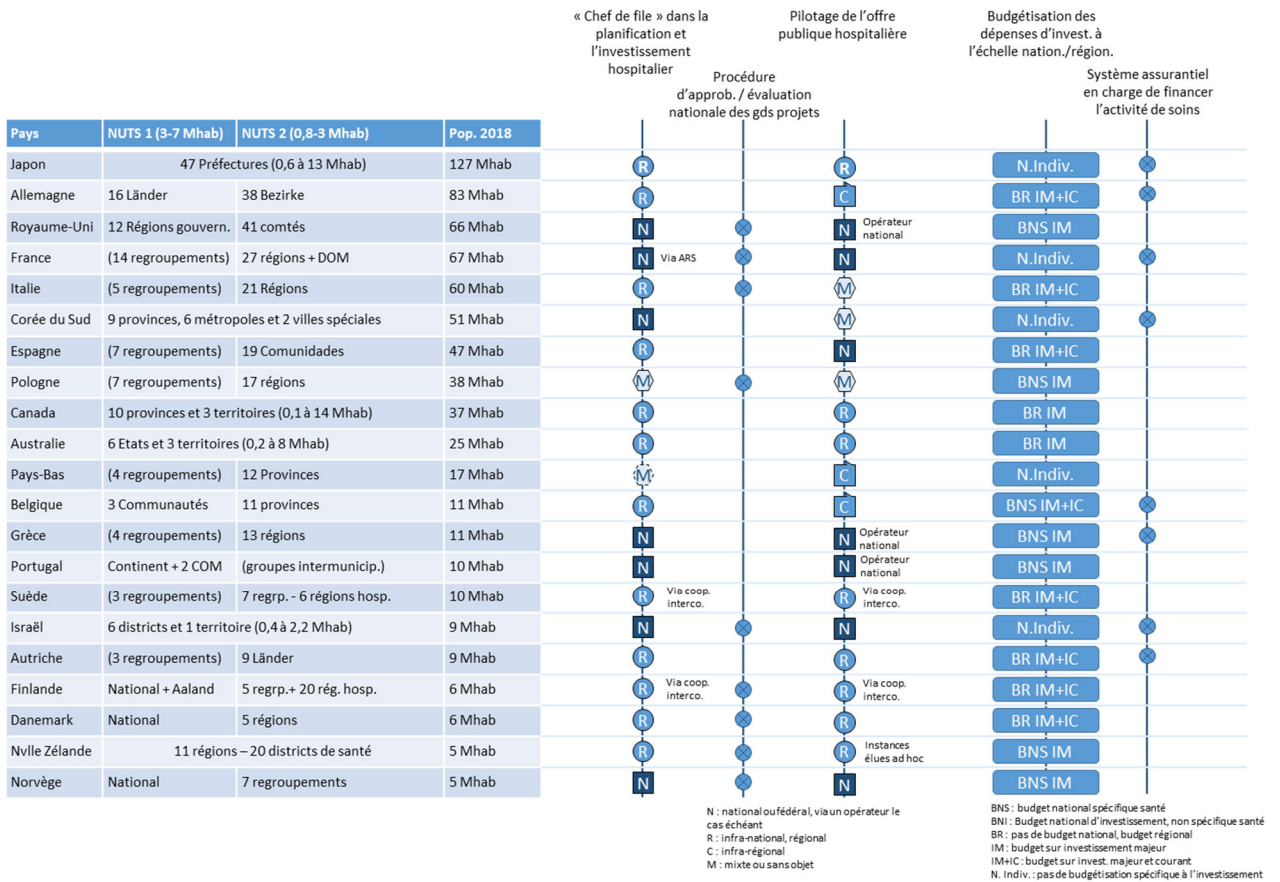 « Chef de file » dans la
planification et
l’investissement
hospitalier
Procédure
d’approb. / évaluation
nationale des gds projets
Pilotage de l’offre
publique hospitalière
Budgétisation des
dépenses d’invest. à
l’échelle nation./région.
Système assurantiel
en charge de financer
l’activité de soins
Pays NUTS 1 (3-7 Mhab) NUTS 2 (0,8-3 Mhab) Pop. 2018
Japon 47 Préfectures (0,6 à 13 Mhab) 127 Mhab R R N.Indiv.
Allemagne 16 Länder 38 Bezirke 83 Mhab R C BR IM+IC
Royaume-Uni 12 Régions gouvern. 41 comtés 66 Mhab N N Opérateur national BNS IM
France (14 regroupements) 27 régions + DOM 67 Mhab N Via ARS N N.Indiv.
Italie (5 regroupements) 21 Régions 60 Mhab R M BR IM+IC
Corée du Sud 9 provinces, 6 métropoles et 2 villes spéciales 51 Mhab N M N.Indiv.
Espagne (7 regroupements) 19 Comunidades 47 Mhab R N BR IM+IC
Pologne (7 regroupements) 17 régions 38 Mhab M M BNS IM
Canada 10 provinces et 3 territoires (0,1 à 14 Mhab) 37 Mhab R R BR IM
Australie 6 Etats et 3 territoires (0,2 à 8 Mhab) 25 Mhab R R BR IM
Pays-Bas (4 regroupements) 12 Provinces 17 Mhab M C N.Indiv.
Belgique 3 Communautés 11 provinces 11 Mhab R C BNS IM+IC
Grèce (4 regroupements) 13 régions 11 Mhab N N Opérateur national BNS IM
Portugal Continent + 2 COM (groupes intermunicip.) 10 Mhab N N Opérateur national BNS IM
Suède (3 regroupements) 7 regrp. - 6 régions hosp. 10 Mhab R Via coop. interco. R Via coop. interco. BR IM+IC
Israël 6 districts et 1 territoire (0,4 à 2,2 Mhab) 9 Mhab N N N.Indiv.
Autriche (3 regroupements) 9 Länder 9 Mhab R R BR IM+IC
Finlande National + Aaland 5 regrp.+ 20 rég. hosp. 6 Mhab R Via coop. interco. R Via coop. interco. BR IM+IC
Danemark National 5 régions 6 Mhab R R BR IM+IC
Nvlle Zélande 11 régions – 20 districts de santé 5 Mhab R R Instances élues ad hoc BNS IM
Norvège National 7 regroupements 5 Mhab N N BNS IM
N : national ou fédéral, via un opérateur le
cas échéant
R : infra-national, régional
C : infra-régional
M : mixte ou sans objet
BNS : budget national spécifique santé
BNI : Budget national d’investissement, non spécifique santé
BR : pas de budget national, budget régional
IM : budget sur investissement majeur
IM+IC : budget sur invest. majeur et courant
N. Indiv. : pas de budgétisation spécifique à l’investissement